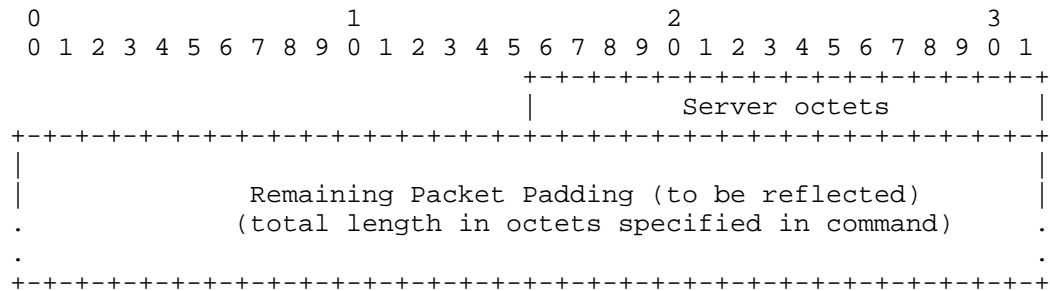 0                   1                   2                   3
 0 1 2 3 4 5 6 7 8 9 0 1 2 3 4 5 6 7 8 9 0 1 2 3 4 5 6 7 8 9 0 1
                                +-+-+-+-+-+-+-+-+-+-+-+-+-+-+-+-+
                                |         Server octets         |
+-+-+-+-+-+-+-+-+-+-+-+-+-+-+-+-+-+-+-+-+-+-+-+-+-+-+-+-+-+-+-+-+
|                                                               |
|              Remaining Packet Padding (to be reflected)       |
.             (total length in octets specified in command)     .
.                                                               .
+-+-+-+-+-+-+-+-+-+-+-+-+-+-+-+-+-+-+-+-+-+-+-+-+-+-+-+-+-+-+-+-+